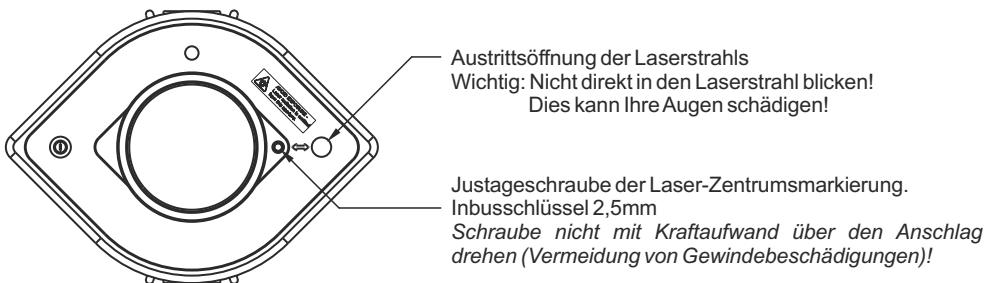 Austrittsöffnung der Laserstrahls
Wichtig: Nicht direkt in den Laserstrahl blicken!
Dies kann Ihre Augen schädigen!
Justageschraube der Laser-Zentrumsmarkierung.
Inbusschlüssel 2,5mm
Schraube nicht mit Kraftaufwand über den Anschlag
drehen (Vermeidung von Gewindebeschädigungen)!